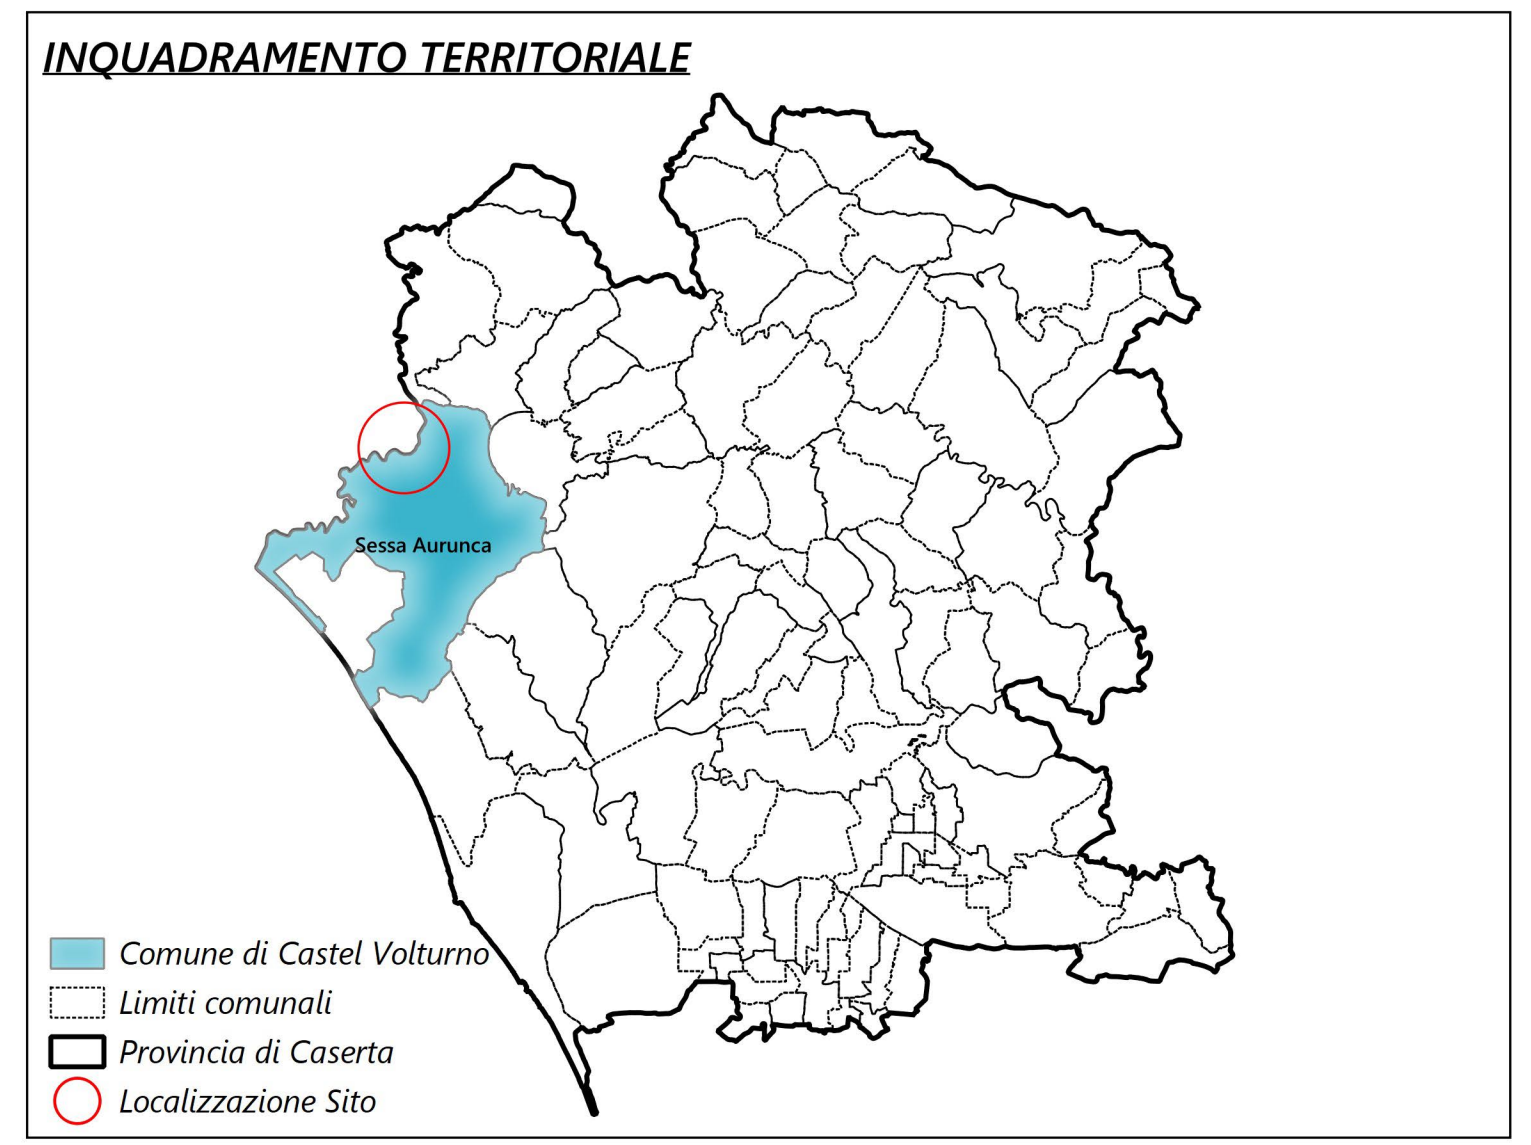 INQUADRAMENTO TERRITORIALE
Sessa Aurunca
Comune di Castel Volturno
Limiti comunali
Provincia di Caserta
Localizzazione Sito